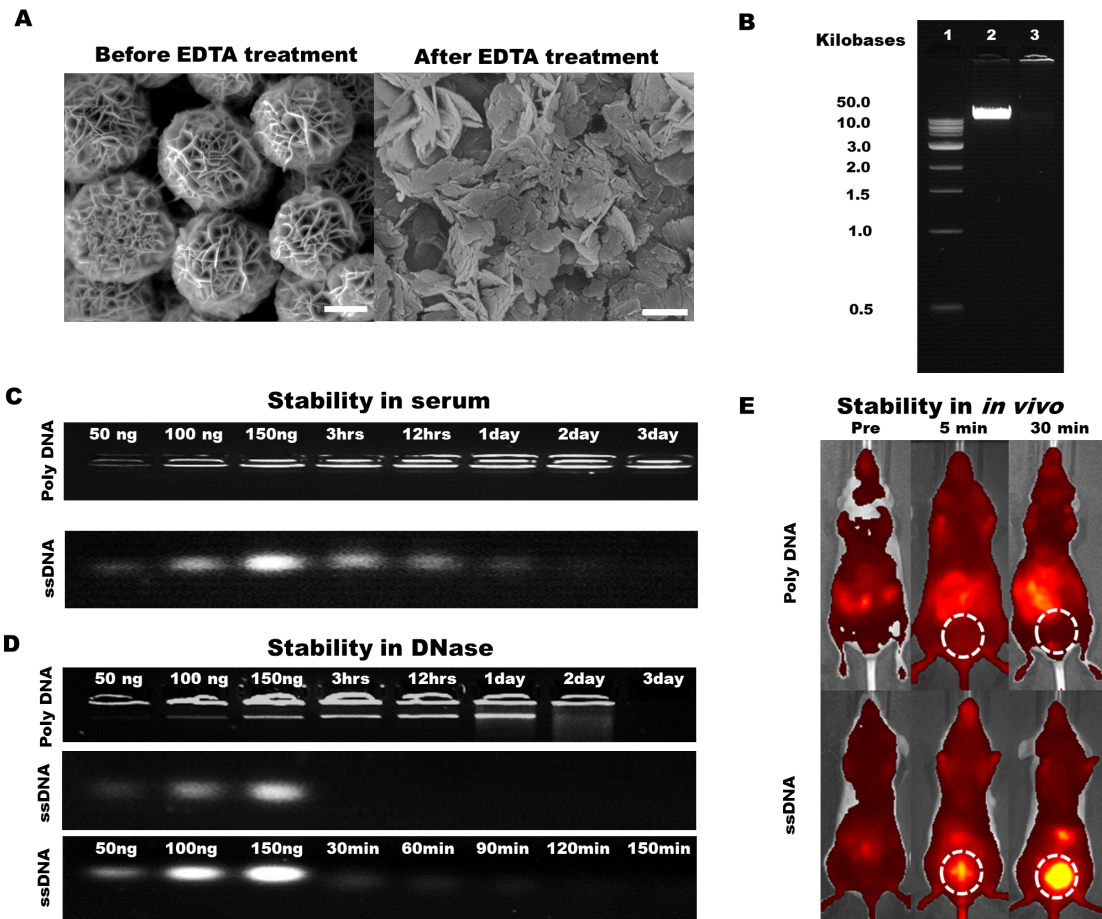 A
Before EDTA treatment
After EDTA treatment
B
Kilobases
1 2 3
50.0
10.0
3.0
2.0
1.5
1.0
0.5
C
Stability in serum
Poly DNA
50 ng 100 ng 150ng 3hrs 12hrs 1day 2day 3day
ssDNA
D
Stability in DNase
Poly DNA
50 ng 100 ng 150ng 3hrs 12hrs 1day 2day 3day
ssDNA
ssDNA
50ng 100ng 150ng 30min 60min 90min 120min 150min
E
Stability in in vivo
Pre 5 min 30 min
Poly DNA
ssDNA